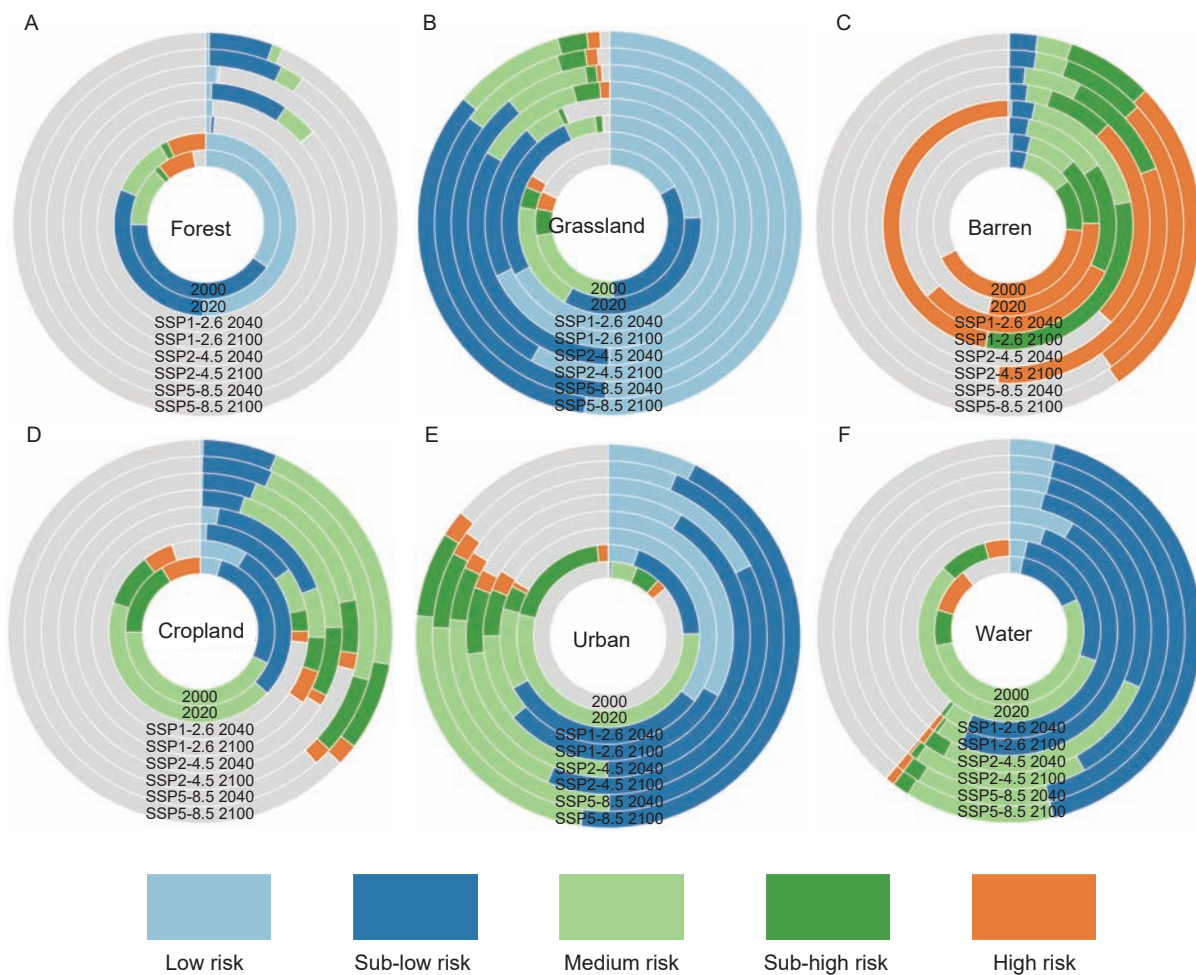 A
B
C
Forest
Grassland
Barren
2000
2020
SSP1-2.6 2040
SSP1-2.6 2100
SSP2-4.5 2040
SSP2-4.5 2100
SSP5-8.5 2040
SSP5-8.5 2100
2000
2020
SSP1-2.6 2040
SSP1-2.6 2100
SSP2-4.5 2040
SSP2-4.5 2100
SSP5-8.5 2040
SSP5-8.5 2100
2000
2020
SSP1-2.6 2040
SSP1-2.6 2100
SSP2-4.5 2040
SSP2-4.5 2100
SSP5-8.5 2040
SSP5-8.5 2100
D
E
F
Cropland
Urban
Water
2000
2020
SSP1-2.6 2040
SSP1-2.6 2100
SSP2-4.5 2040
SSP2-4.5 2100
SSP5-8.5 2040
SSP5-8.5 2100
2000
2020
SSP1-2.6 2040
SSP1-2.6 2100
SSP2-4.5 2040
SSP2-4.5 2100
SSP5-8.5 2040
SSP5-8.5 2100
2000
2020
SSP1-2.6 2040
SSP1-2.6 2100
SSP2-4.5 2040
SSP2-4.5 2100
SSP5-8.5 2040
SSP5-8.5 2100
Low risk
Sub-low risk
Medium risk
Sub-high risk
High risk